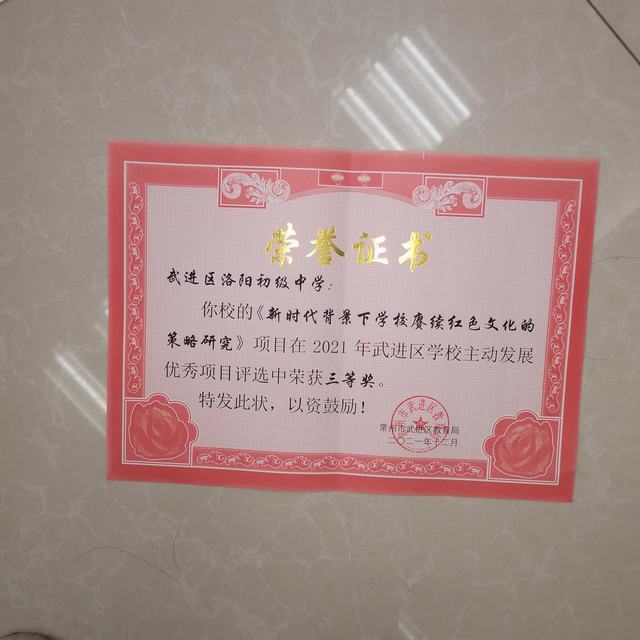 荣誉证书
武进区洛阳初级中学：
你校的《新时代背景下学校赓续红色文化的
策略研究》项目在2021年武进区学校主动发展
优秀项目评选中荣获三等奖。
特发此状，以资鼓励！
常州市武进区教育局
二〇二一年十二月